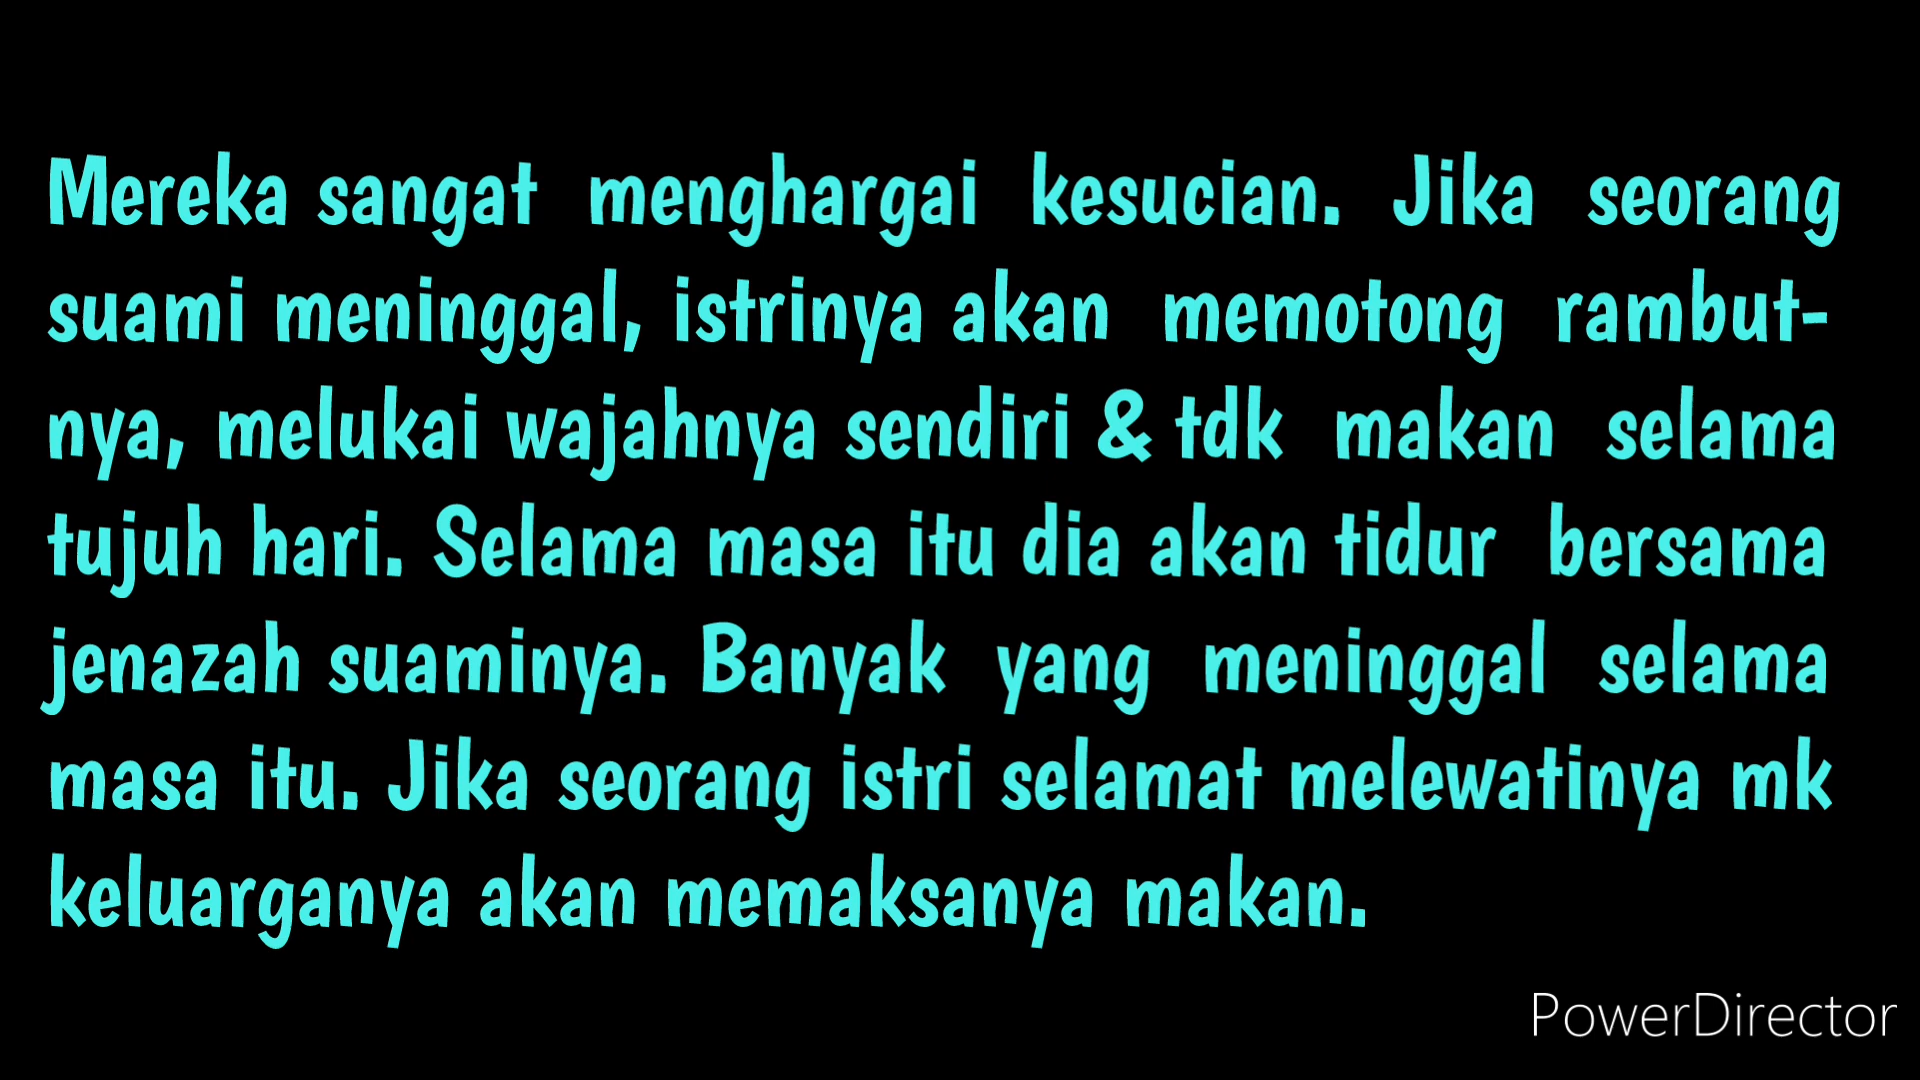 Mereka sangat menghargai kesucian. Jika seorang
suami meninggal, istrinya akan memotong rambut-
nya, melukai wajahnya sendiri & tdk makan selama
tujuh hari. Selama masa itu dia akan tidur bersama
jenazah suaminya. Banyak yang meninggal selama
masa itu. Jika seorang istri selamat melewatinya mk
keluarganya akan memaksanya makan.
PowerDirector